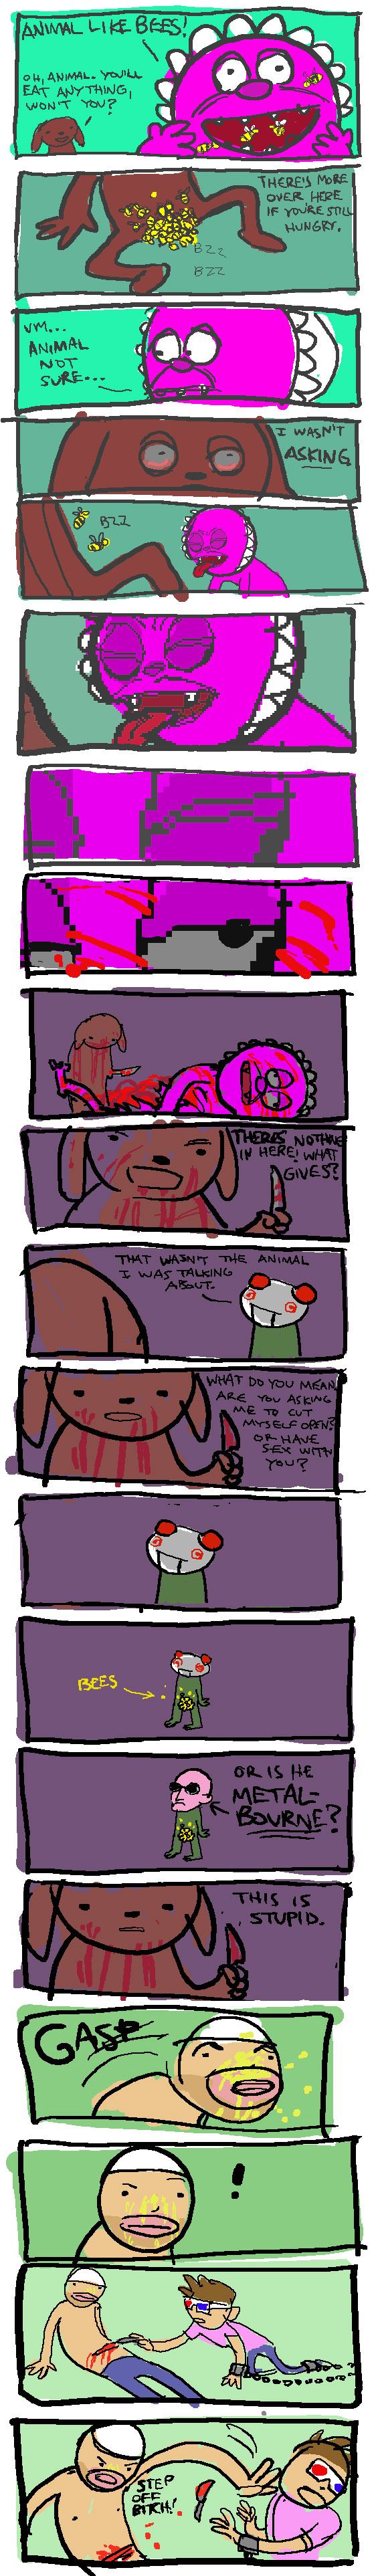 ANIMAL LIKE BEES!
OH, ANIMAL. YOU'LL
EAT ANYTHING,
WON'T YOU?
THERE'S MORE
OVER HERE
IF YOU'RE STILL
HUNGRY.
BZZ
BZZ
UM...
ANIMAL
NOT
SURE...
I WASN'T
ASKING
BZZ
THERE'S NOTHING
IN HERE! WHAT
GIVES?
THAT WASN'T THE ANIMAL
I WAS TALKING
ABOUT.
WHAT DO YOU MEAN,
ARE YOU ASKING
ME TO CUT
MYSELF OPEN?
OR HAVE
SEX WITH
YOU?
BEES
OR IS HE
METAL-
BOURNE?
THIS IS
STUPID.
GASP
!
STEP
OFF
BITCH!